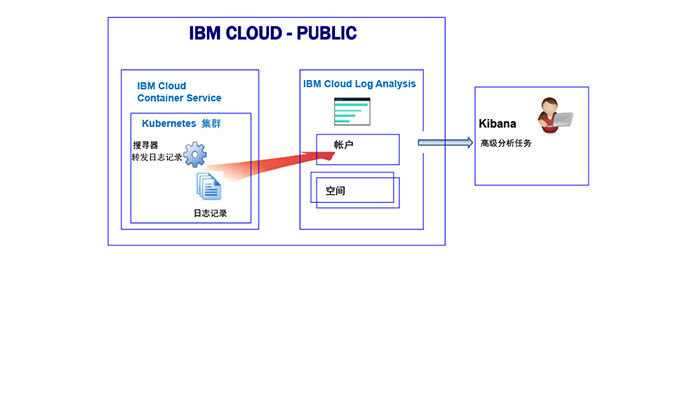 IBM CLOUD - PUBLIC
IBM Cloud
Container Service
Kubernetes 集群
搜寻器
转发日志记录
日志记录
IBM Cloud Log Analysis
帐户
空间
Kibana
高级分析任务